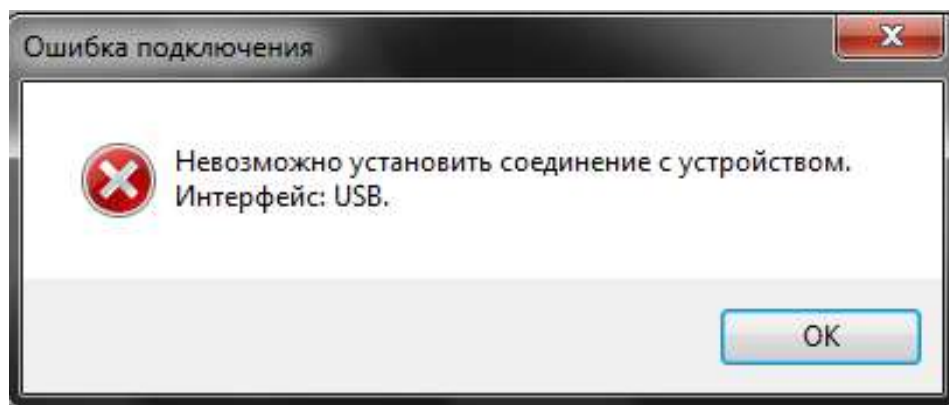 Ошибка подключения
Невозможно установить соединение с устройством.
Интерфейс: USB.
OK